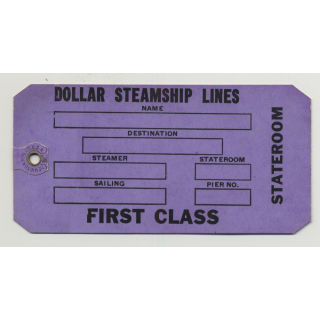 DOLLAR STEAMSHIP LINES
NAME
DESTINATION
STEAMER
STATEROOM
SAILING
PIER NO.
FIRST CLASS
STATEROOM